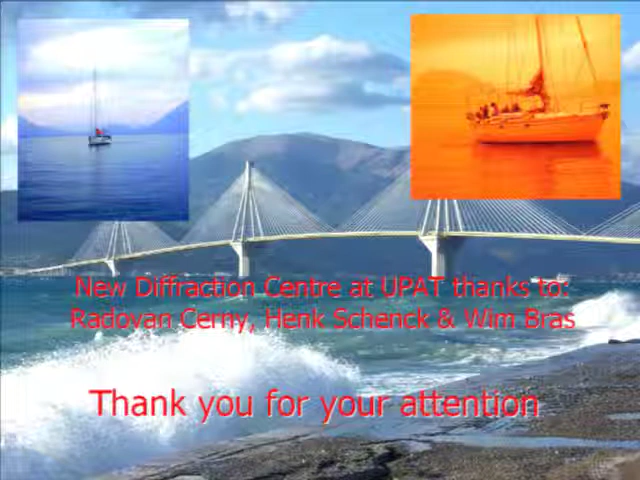 New Diffraction Centre at UPAT thanks to:
Radovan Cerny, Henk Schenck & Wim Bras
Thank you for your attention